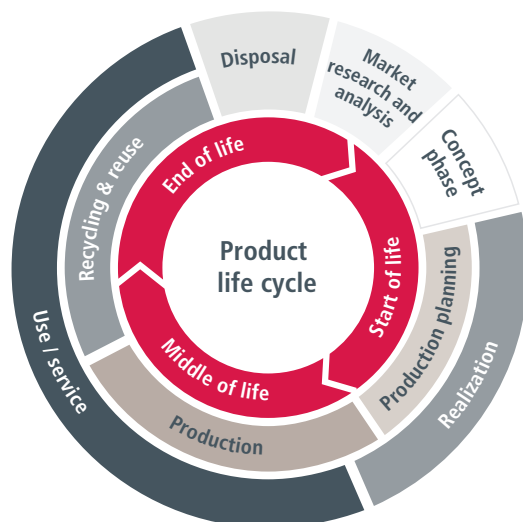 Disposal
Market
research and
analysis
Concept
phase
Production planning
Realization
Production
Use / service
Recycling & reuse
End of life
Start of life
Middle of life
Product
life cycle